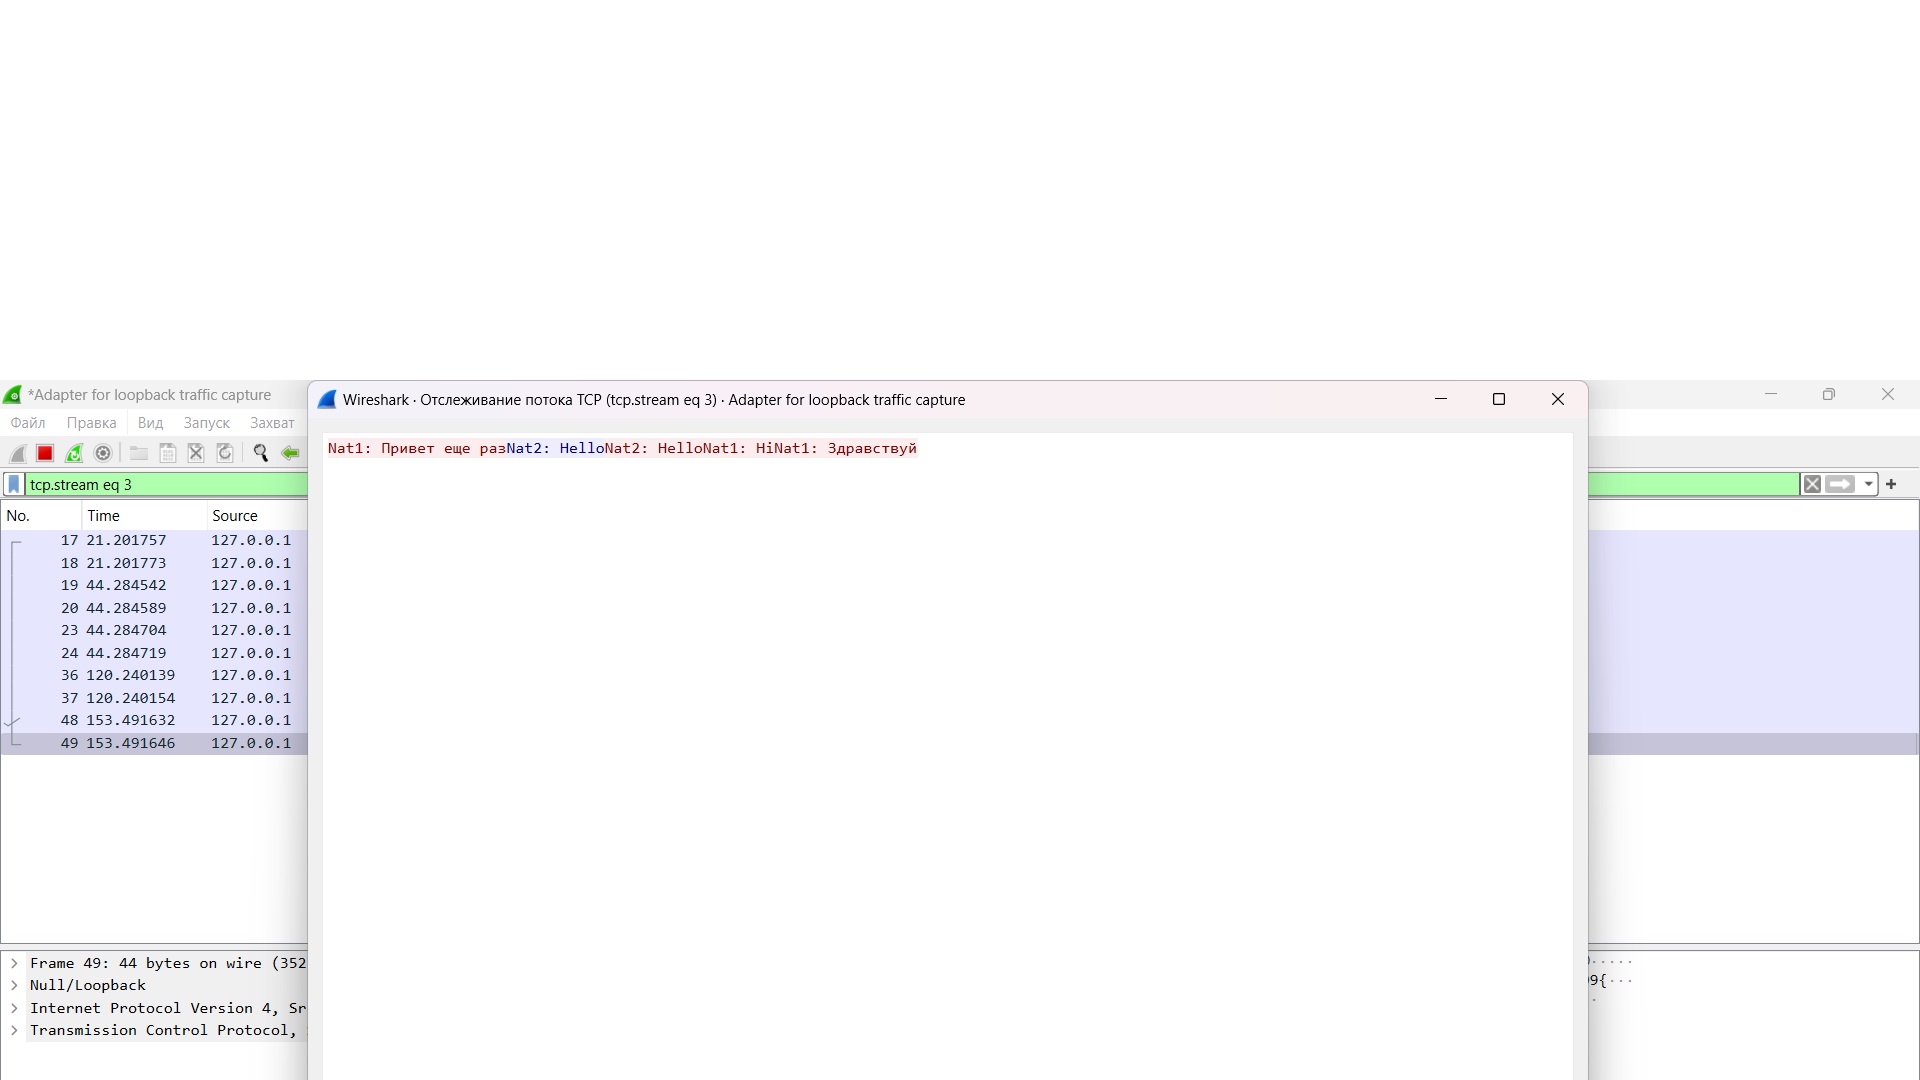 *Adapter for loopback traffic capture
Wireshark · Отслеживание потока TCP (tcp.stream eq 3) · Adapter for loopback traffic capture
Файл Правка Вид Запуск Захват
Nat1: Привет еще разNat2: HelloNat2: HelloNat1: HiNat1: Здравствуй
tcp.stream eq 3
No. Time Source
17 21.201757 127.0.0.1
18 21.201773 127.0.0.1
19 44.284542 127.0.0.1
20 44.284589 127.0.0.1
23 44.284704 127.0.0.1
24 44.284719 127.0.0.1
36 120.240139 127.0.0.1
37 120.240154 127.0.0.1
48 153.491632 127.0.0.1
49 153.491646 127.0.0.1
Frame 49: 44 bytes on wire (352
Null/Loopback
Internet Protocol Version 4, Sr
Transmission Control Protocol,
9{···